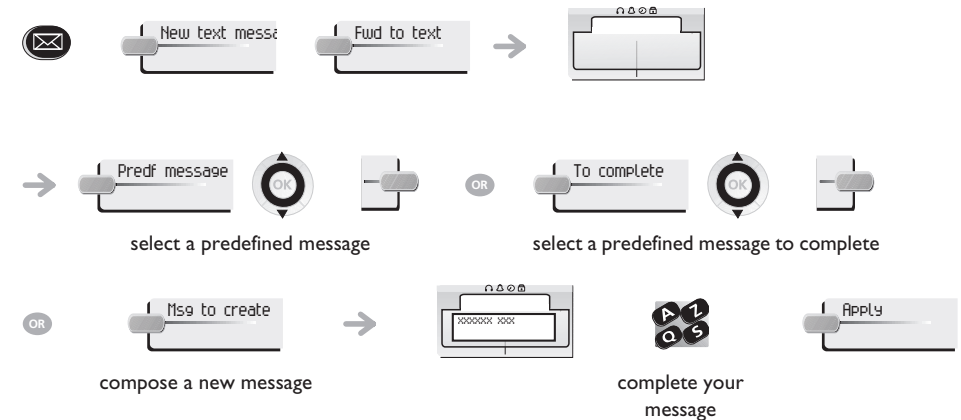 New text messa
Fwd to text
Predf message
OK
OR
To complete
OK
select a predefined message
select a predefined message to complete
OR
Msg to create
xxxxxx xxx
A Z
Q S
Apply
compose a new message
complete your
message